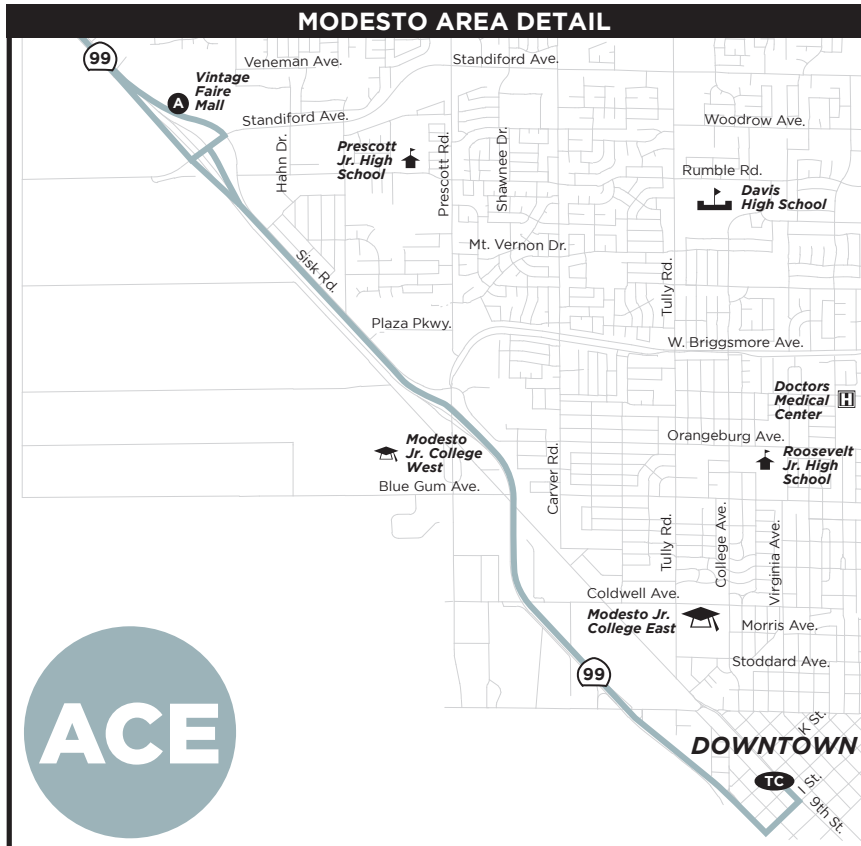 MODESTO AREA DETAIL
99
Veneman Ave.
Standiford Ave.
A
Vintage
Faire
Mall
Standiford Ave.
Woodrow Ave.
Prescott
Jr. High
School
Hahn Dr.
Prescott Rd.
Shawnee Dr.
Rumble Rd.
Davis
High School
Mt. Vernon Dr.
Sisk Rd.
Tully Rd.
Plaza Pkwy.
W. Briggsmore Ave.
Doctors
Medical
Center
H
Orangeburg Ave.
Modesto
Jr. College
West
Carver Rd.
Roosevelt
Jr. High
School
Blue Gum Ave.
Tully Rd.
College Ave.
Virginia Ave.
Coldwell Ave.
Modesto Jr.
College East
Morris Ave.
Stoddard Ave.
99
ACE
K St.
DOWNTOWN
TC
I St.
9th St.